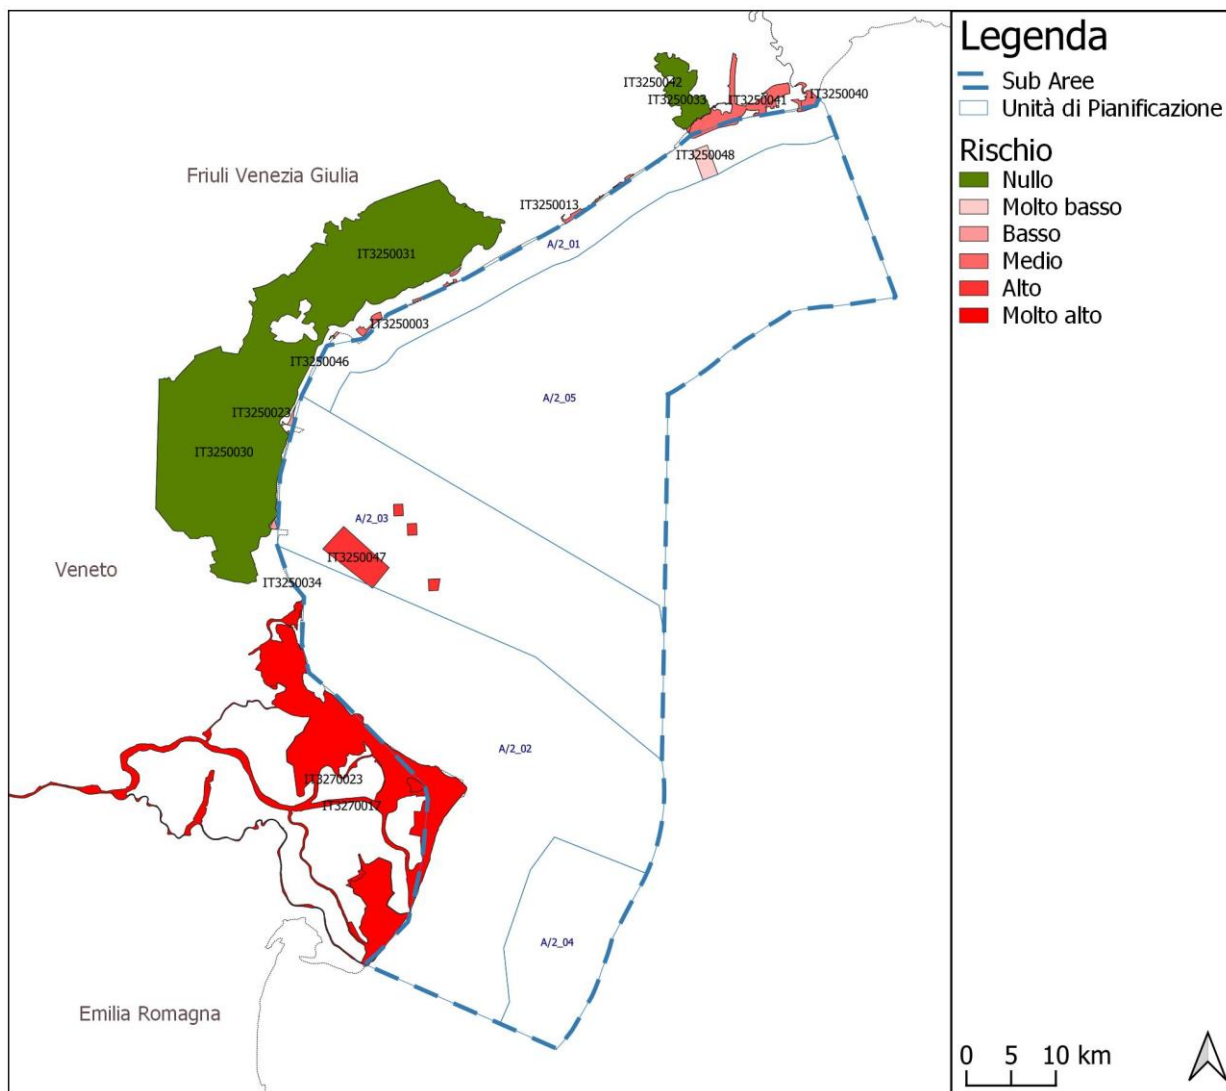 IT3250042
IT3250033
IT3250041
IT3250040
IT3250048
Friuli Venezia Giulia
IT3250013
A/2_01
IT3250031
IT3250003
IT3250046
A/2_05
IT3250023
IT3250030
A/2_03
IT3250047
Veneto
IT3250034
A/2_02
IT3270023
IT3270017
A/2_04
Emilia Romagna
Legenda
Sub Aree
Unità di Pianificazione
Rischio
Nullo
Molto basso
Basso
Medio
Alto
Molto alto
0 5 10 km